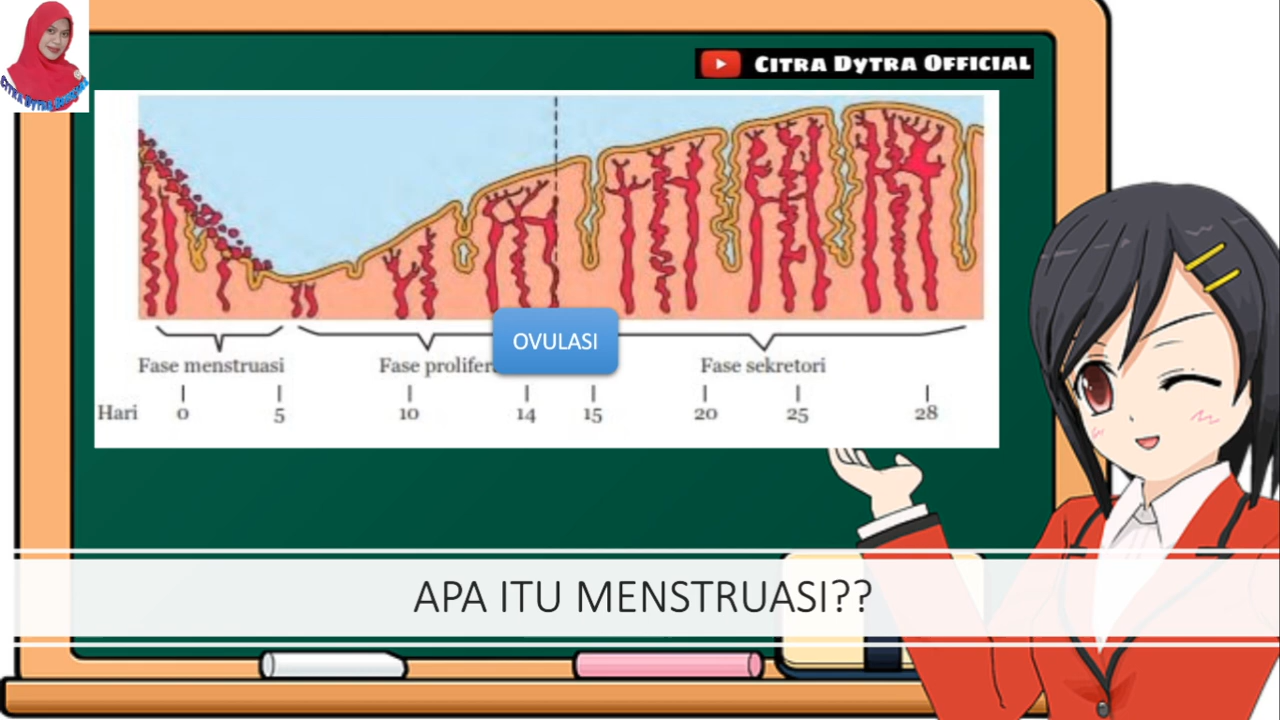 CITRA DYTRA OFFICIAL
OVULASI
Fase menstruasi
Fase prolifer
Fase sekretori
Hari 0 5 10 14 15 20 25 28
APA ITU MENSTRUASI??